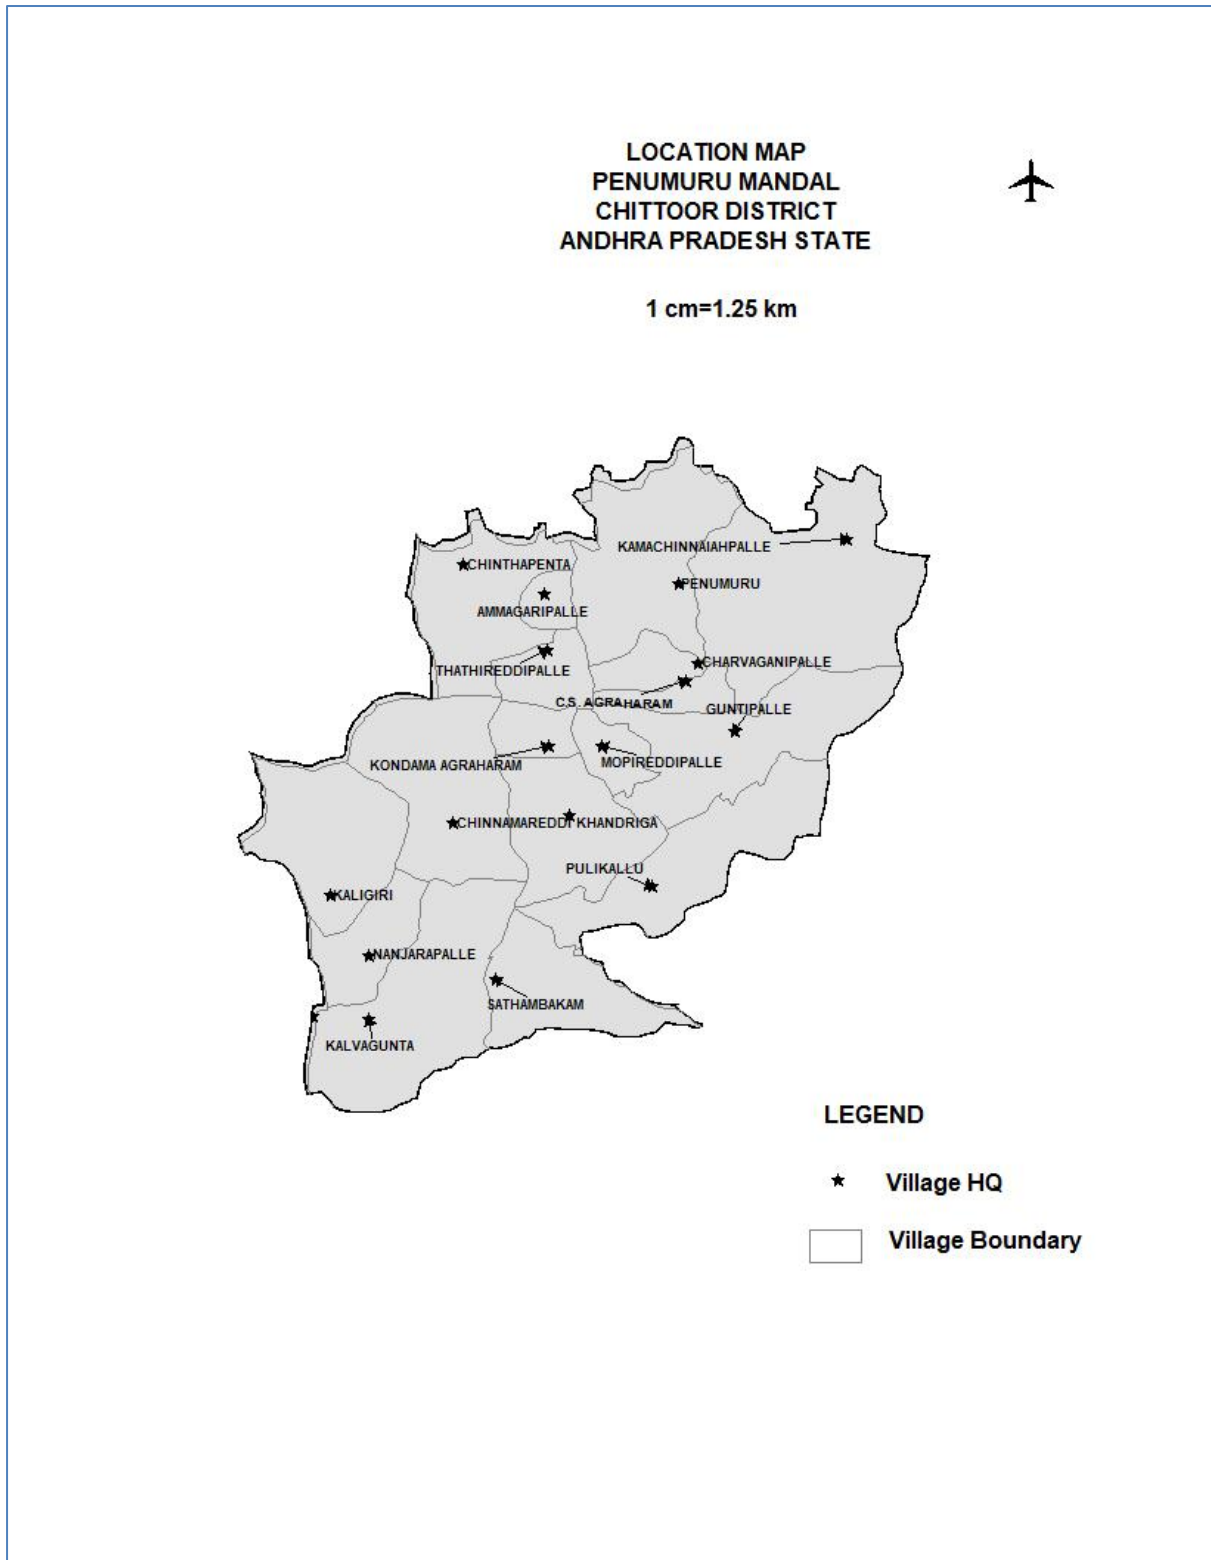 LOCATION MAP
PENUMURU MANDAL
CHITTOOR DISTRICT
ANDHRA PRADESH STATE
1 cm=1.25 km
KAMACHINNAIAHPALLE
CHINTHAPENTA
PENUMURU
AMMAGARIPALLE
CHARVAGANIPALLE
THATHIREDDIPALLE
C.S. AGRAHARAM
GUNTIPALLE
KONDAMA AGRAHARAM
MOPIREDDIPALLE
CHINNAMAREDDI KHANDRIGA
PULIKALLU
KALIGIRI
NANJARAPALLE
SATHAMBAKAM
KALVAGUNTA
LEGEND
Village HQ
Village Boundary